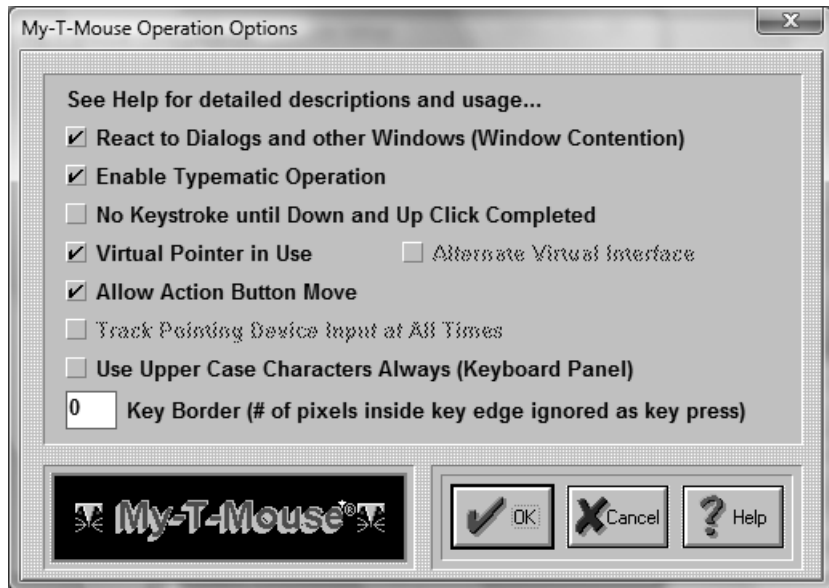 My-T-Mouse Operation Options
See Help for detailed descriptions and usage...
React to Dialogs and other Windows (Window Contention)
Enable Typematic Operation
No Keystroke until Down and Up Click Completed
Virtual Pointer in Use Alternate Virtual Interface
Allow Action Button Move
Track Pointing Device Input at All Times
Use Upper Case Characters Always (Keyboard Panel)
0 Key Border (# of pixels inside key edge ignored as key press)
My-T-Mouse® OK Cancel Help